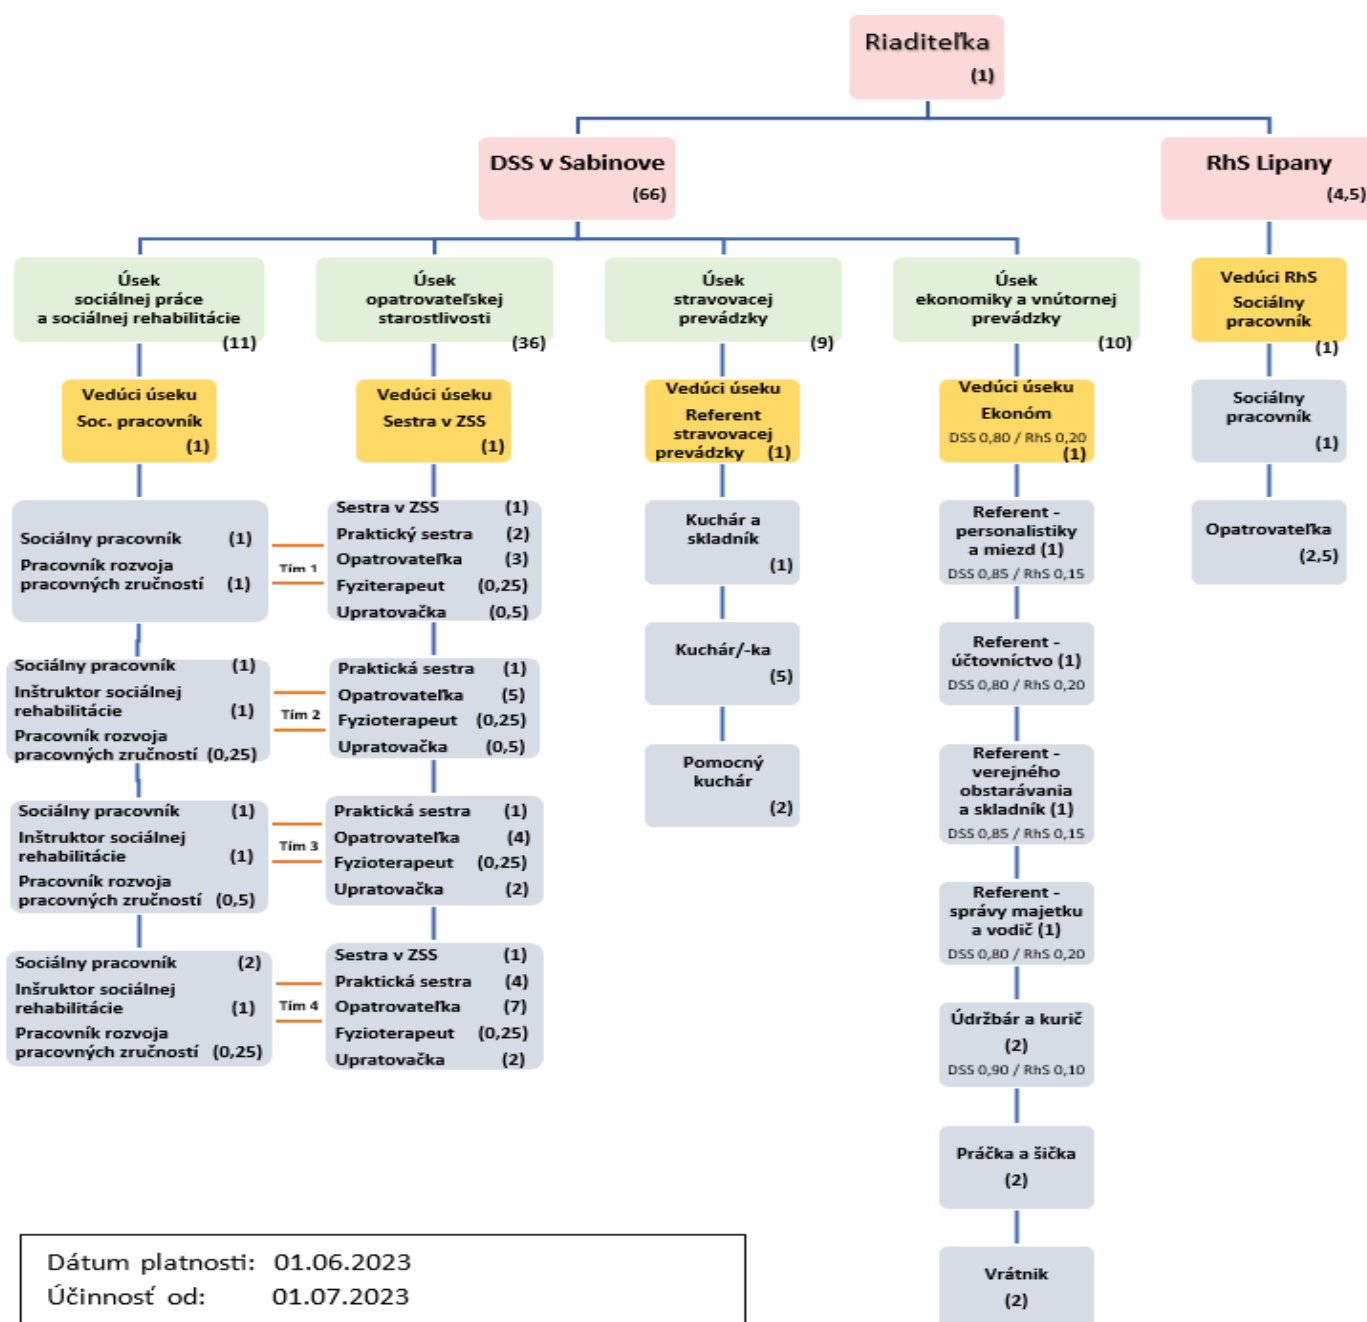 Riaditeľka
(1)
DSS v Sabinove
(66)
RhS Lipany
(4,5)
Úsek
sociálnej práce
a sociálnej rehabilitácie
(11)
Úsek
opatrovateľskej
starostlivosti
(36)
Úsek
stravovacej
prevádzky
(9)
Úsek
ekonomiky a vnútornej
prevádzky
(10)
Vedúci RhS
Sociálny
pracovník
(1)
Vedúci úseku
Soc. pracovník
(1)
Vedúci úseku
Sestra v ZSS
(1)
Vedúci úseku
Referent
stravovacej
prevádzky (1)
Vedúci úseku
Ekonóm
DSS 0,80 / RhS 0,20
(1)
Sociálny
pracovník
(1)
Sociálny pracovník (1)
Pracovník rozvoja
pracovných zručností (1)
Tím 1
Sestra v ZSS (1)
Praktický sestra (2)
Opatrovateľka (3)
Fyziterapeut (0,25)
Upratovačka (0,5)
Kuchár a
skladník
(1)
Referent -
personalistiky
a miezd (1)
DSS 0,85 / RhS 0,15
Opatrovateľka
(2,5)
Sociálny pracovník (1)
Inštruktor sociálnej
rehabilitácie (1)
Pracovník rozvoja
pracovných zručností (0,25)
Tím 2
Praktická sestra (1)
Opatrovateľka (5)
Fyzioterapeut (0,25)
Upratovačka (0,5)
Kuchár/-ka
(5)
Referent -
účtovníctvo (1)
DSS 0,80 / RhS 0,20
Sociálny pracovník (1)
Inštruktor sociálnej
rehabilitácie (1)
Pracovník rozvoja
pracovných zručností (0,5)
Tím 3
Praktická sestra (1)
Opatrovateľka (4)
Fyzioterapeut (0,25)
Upratovačka (2)
Pomocný
kuchár
(2)
Referent -
verejného
obstarávania
a skladník (1)
DSS 0,85 / RhS 0,15
Referent -
správy majetku
a vodič (1)
DSS 0,80 / RhS 0,20
Sociálny pracovník (2)
Inšruktor sociálnej
rehabilitácie (1)
Pracovník rozvoja
pracovných zručností (0,25)
Tím 4
Sestra v ZSS (1)
Praktická sestra (4)
Opatrovateľka (7)
Fyzioterapeut (0,25)
Upratovačka (2)
Údržbár a kurič
(2)
DSS 0,90 / RhS 0,10
Práčka a šička
(2)
Vrátnik
(2)
Dátum platnosti: 01.06.2023
Účinnosť od: 01.07.2023